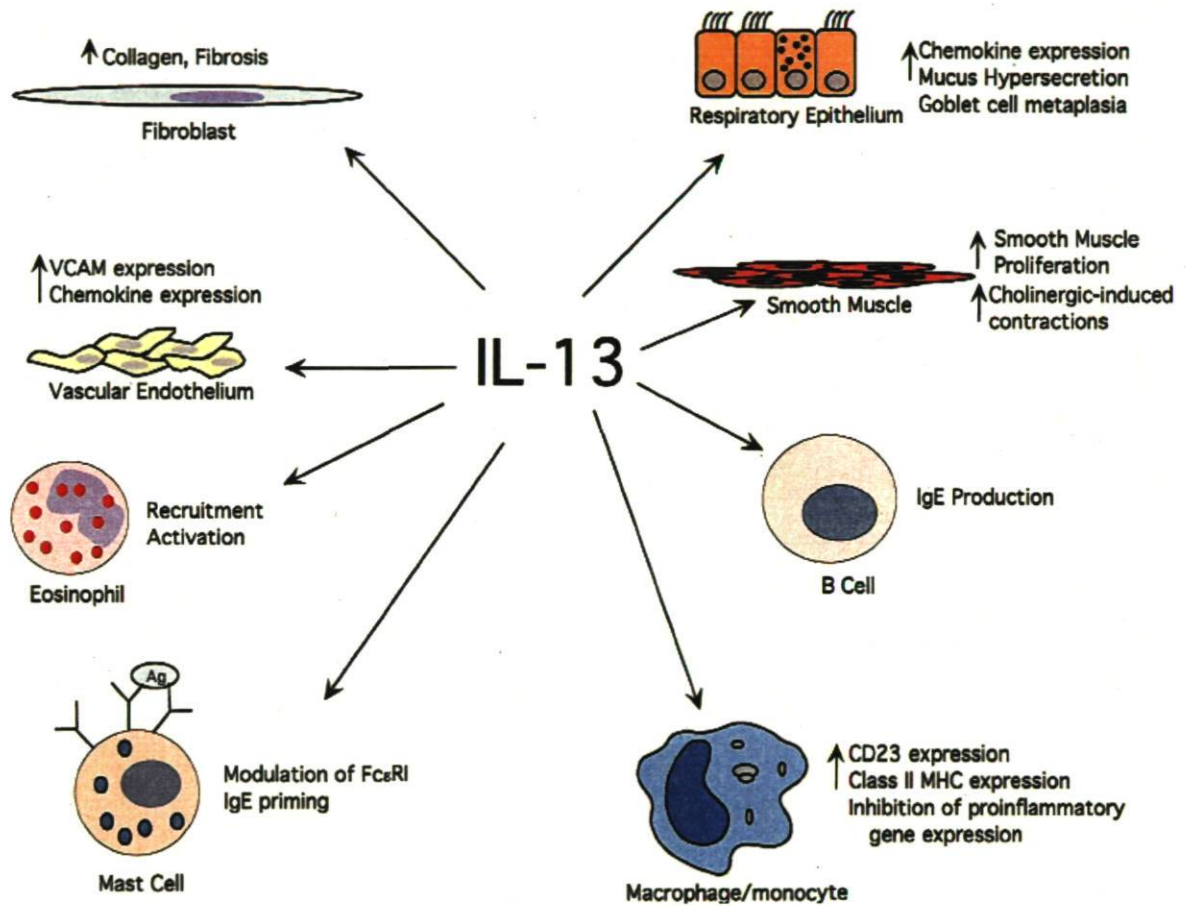 Collagen, Fibrosis
Fibroblast
Chemokine expression
Mucus Hypersecretion
Goblet cell metaplasia
Respiratory Epithelium
VCAM expression
Chemokine expression
Vascular Endothelium
Smooth Muscle
Proliferation
Cholinergic-induced
contractions
Smooth Muscle
IL-13
Recruitment
Activation
Eosinophil
IgE Production
B Cell
Ag
Modulation of FcεRI
IgE priming
Mast Cell
CD23 expression
Class II MHC expression
Inhibition of proinflammatory
gene expression
Macrophage/monocyte